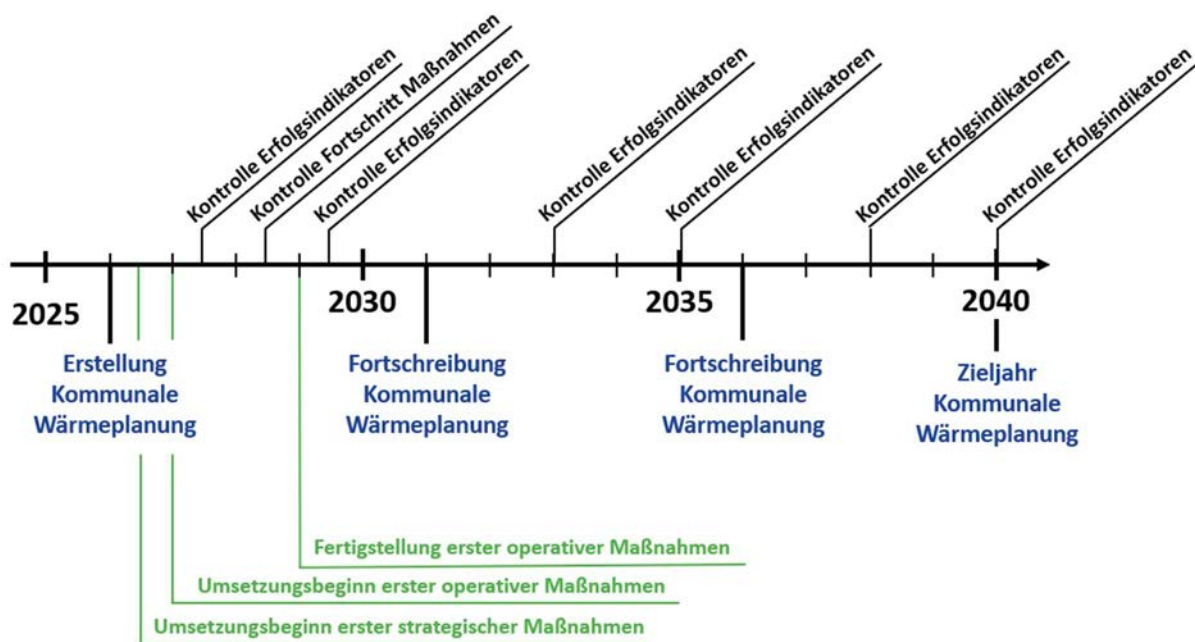 Kontrolle Erfolgsindikatoren
Kontrolle Fortschritt Maßnahmen
Kontrolle Erfolgsindikatoren
Kontrolle Erfolgsindikatoren
Kontrolle Erfolgsindikatoren
Kontrolle Erfolgsindikatoren
Kontrolle Erfolgsindikatoren
2025
2030
2035
2040
Erstellung
Kommunale
Wärmeplanung
Fortschreibung
Kommunale
Wärmeplanung
Fortschreibung
Kommunale
Wärmeplanung
Zieljahr
Kommunale
Wärmeplanung
Fertigstellung erster operativer Maßnahmen
Umsetzungsbeginn erster operativer Maßnahmen
Umsetzungsbeginn erster strategischer Maßnahmen